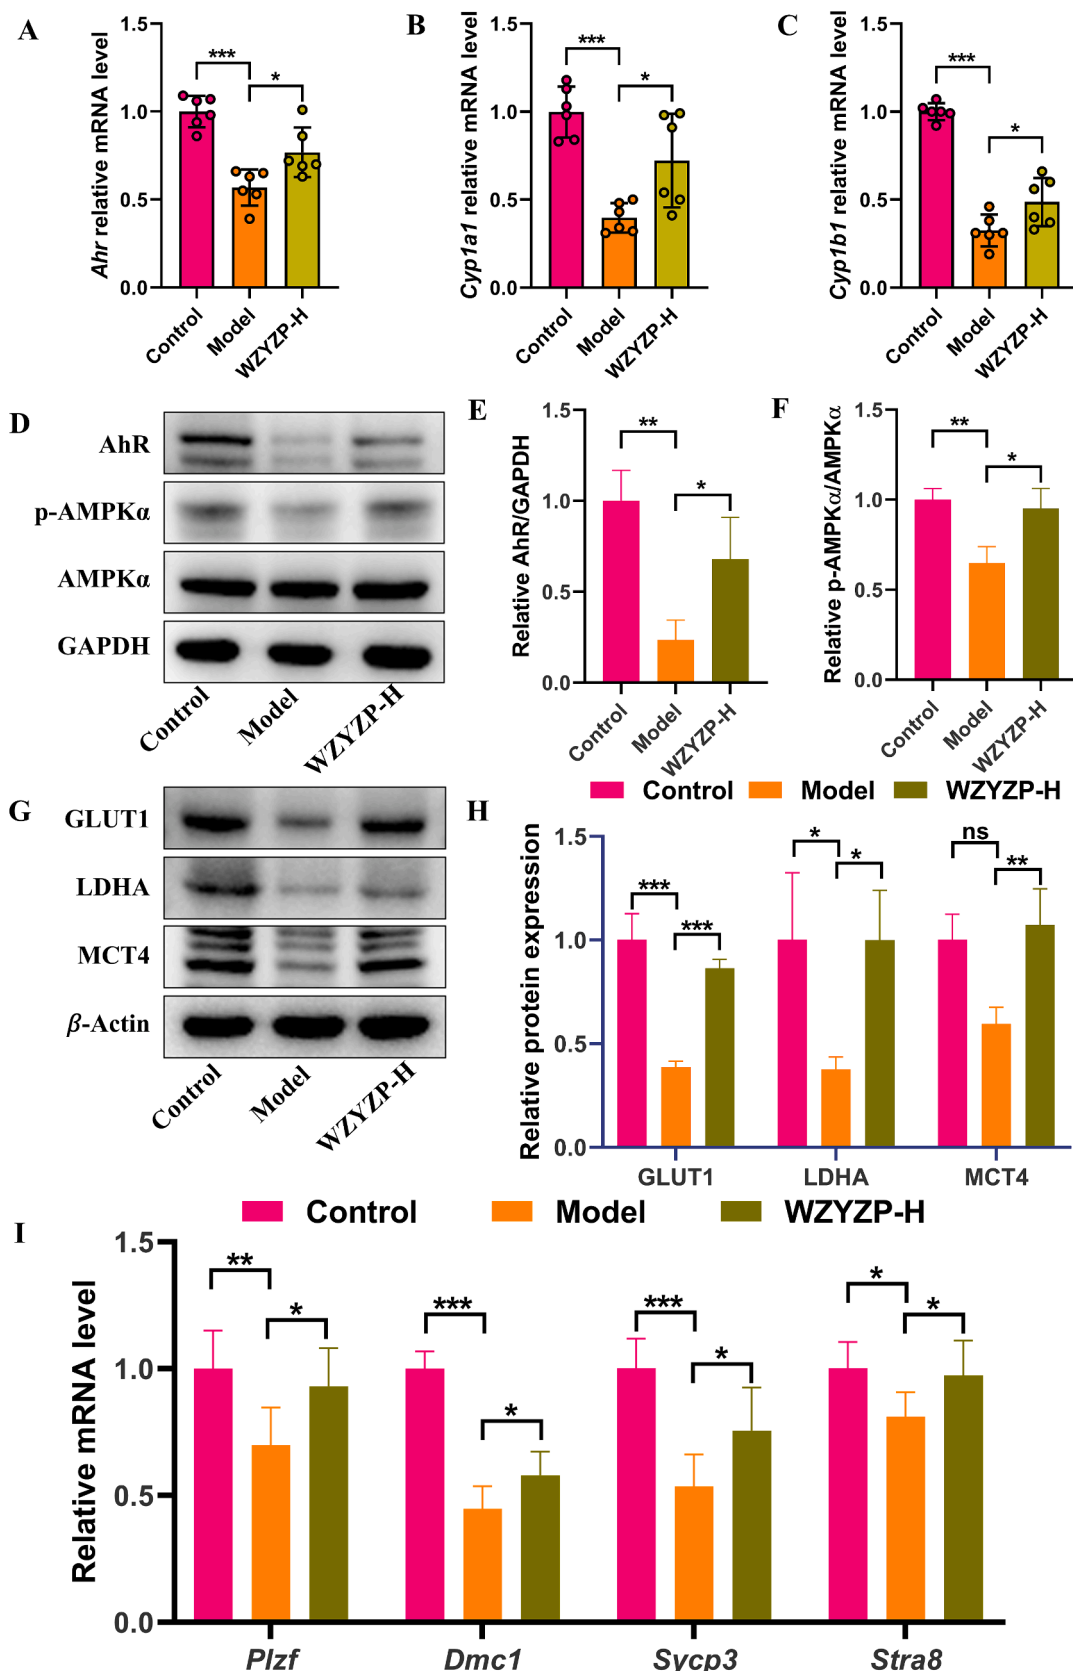 A
Ahr relative mRNA level
1.5
1.0
0.5
0.0
***
*
Control
Model
WZYZP-H
B
Cyp1a1 relative mRNA level
1.5
1.0
0.5
0.0
***
*
Control
Model
WZYZP-H
C
Cyp1b1 relative mRNA level
1.5
1.0
0.5
0.0
***
*
Control
Model
WZYZP-H
D
AhR
p-AMPKα
AMPKα
GAPDH
Control
Model
WZYZP-H
E
Relative AhR/GAPDH
1.5
1.0
0.5
0.0
**
*
Control
Model
WZYZP-H
F
Relative p-AMPKα/AMPKα
1.5
1.0
0.5
0.0
**
*
Control
Model
WZYZP-H
G
GLUT1
LDHA
MCT4
β-Actin
Control
Model
WZYZP-H
Control Model WZYZP-H
H
Relative protein expression
1.5
1.0
0.5
0.0
***
***
*
*
ns
**
GLUT1 LDHA MCT4
Control Model WZYZP-H
I
Relative mRNA level
1.5
1.0
0.5
0.0
**
*
***
*
***
*
*
*
Plzf Dmc1 Sycp3 Stra8